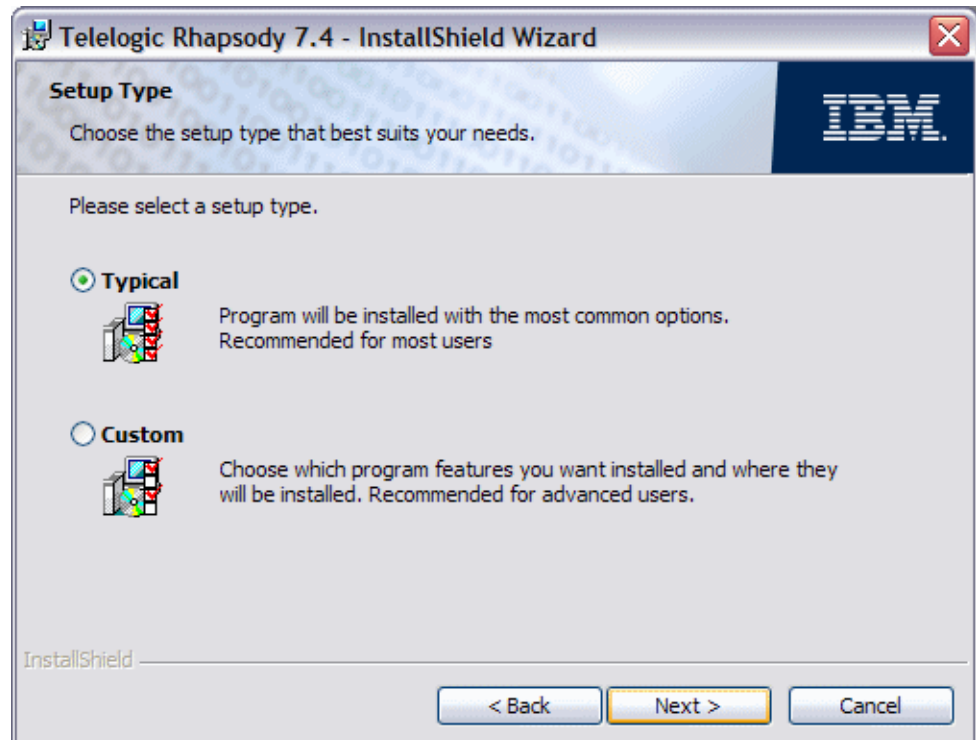 Telelogic Rhapsody 7.4 - InstallShield Wizard
Setup Type
Choose the setup type that best suits your needs.
IBM.
Please select a setup type.
Typical
Program will be installed with the most common options.
Recommended for most users
Custom
Choose which program features you want installed and where they
will be installed. Recommended for advanced users.
InstallShield
< Back
Next >
Cancel